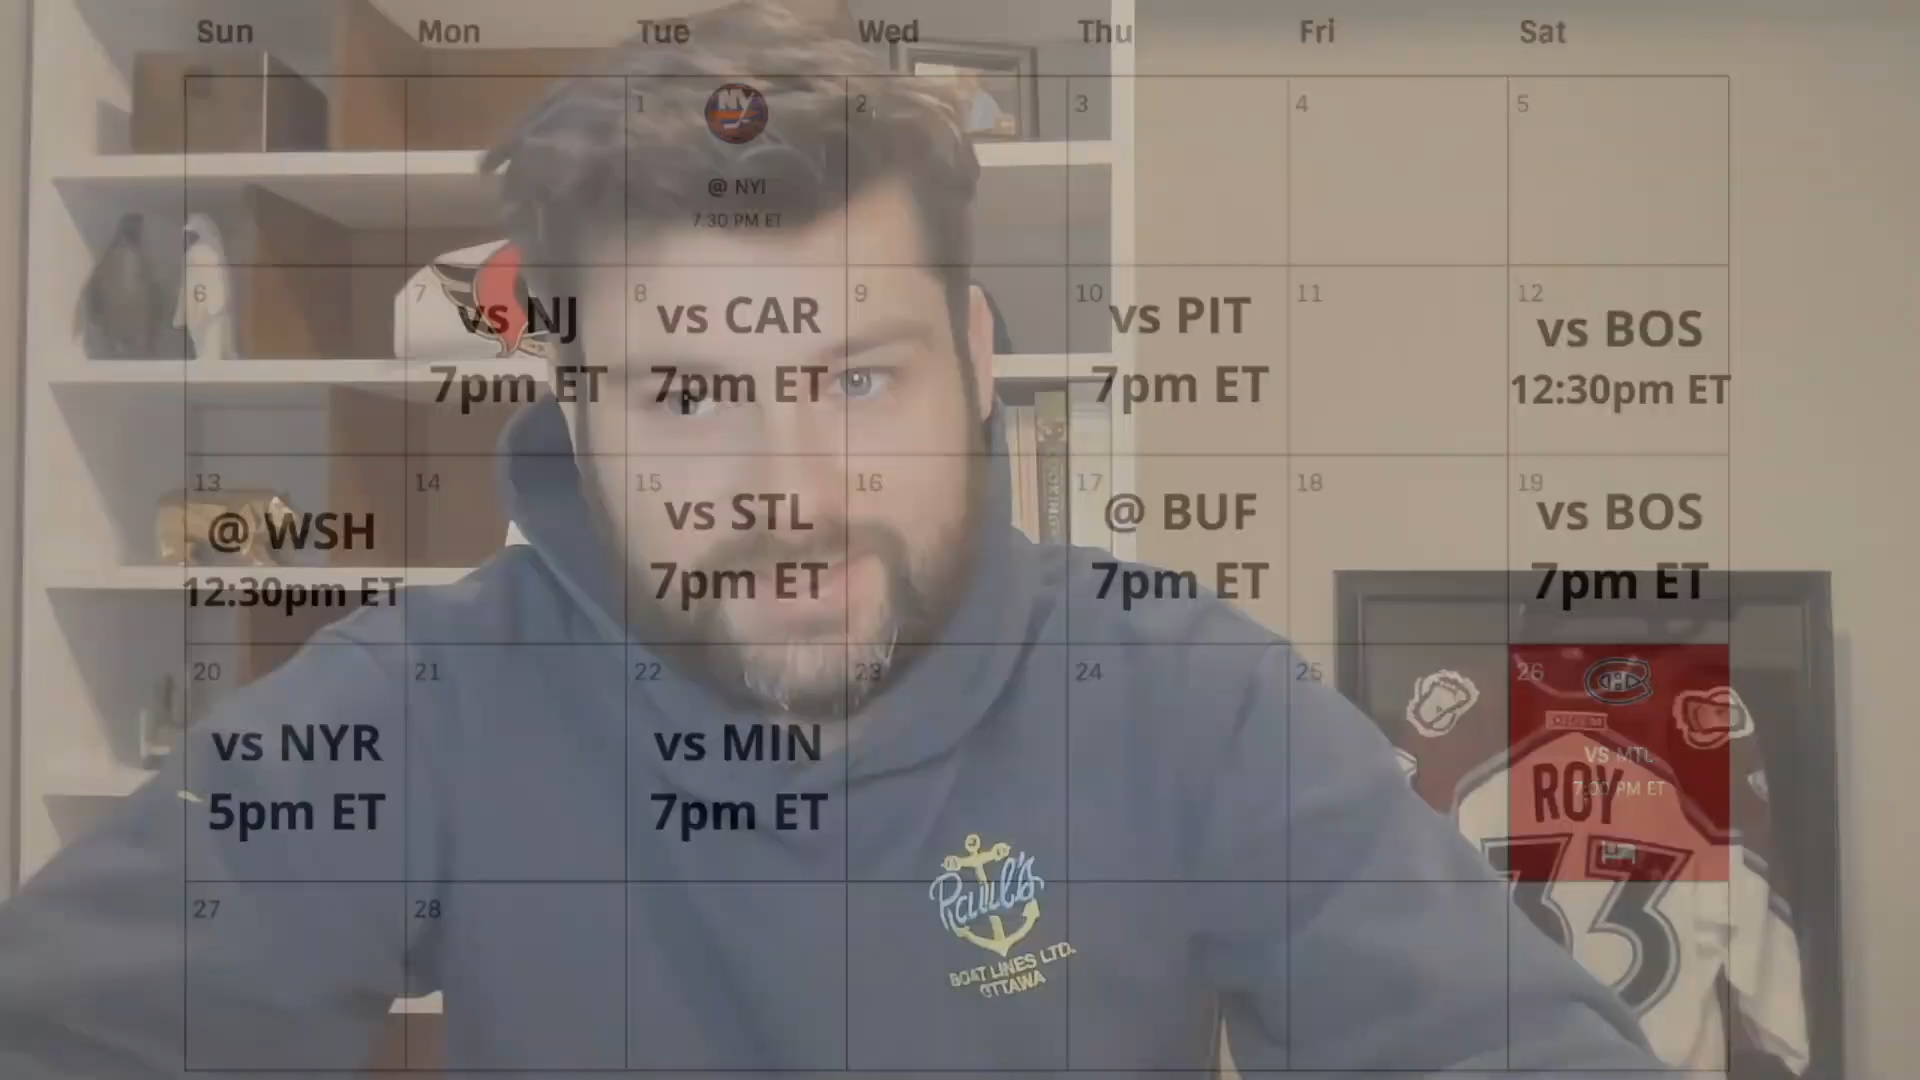 Sun Mon Tue Wed Thu Fri Sat
1 2 3 4 5
NY
@ NYI
7:30 PM ET
6 7 8 9 10 11 12
vs NJ vs CAR vs PIT vs BOS
7pm ET 7pm ET 7pm ET 12:30pm ET
13 14 15 16 17 18 19
@ WSH vs STL @ BUF vs BOS
12:30pm ET 7pm ET 7pm ET 7pm ET
20 21 22 23 24 25 26
vs NYR vs MIN VS MTL
5pm ET 7pm ET 7:00 PM ET
ROY
33
27 28
Paul's
BOAT LINES LTD.
OTTAWA